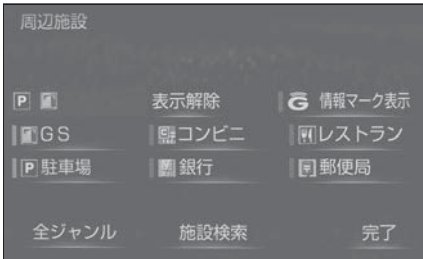 周辺施設
P 表示解除 G 情報マーク表示
GS コンビニ レストラン
P 駐車場 銀行 郵便局
全ジャンル 施設検索 完了